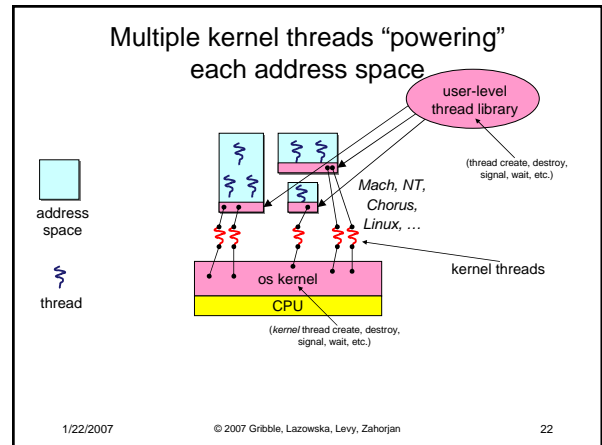 Multiple kernel threads “powering”
each address space
user-level
thread library
(thread create, destroy,
signal, wait, etc.)
Mach, NT,
Chorus,
Linux, …
address
space
thread
kernel threads
os kernel
CPU
(kernel thread create, destroy,
signal, wait, etc.)
1/22/2007
© 2007 Gribble, Lazowska, Levy, Zahorjan
22